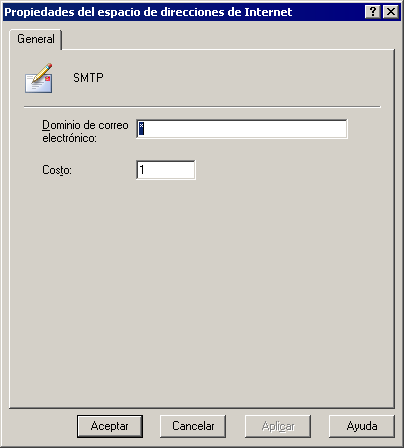 Propiedades del espacio de direcciones de Internet
General
SMTP
Dominio de correo
electrónico:
*
Costo:
1
Aceptar
Cancelar
Aplicar
Ayuda